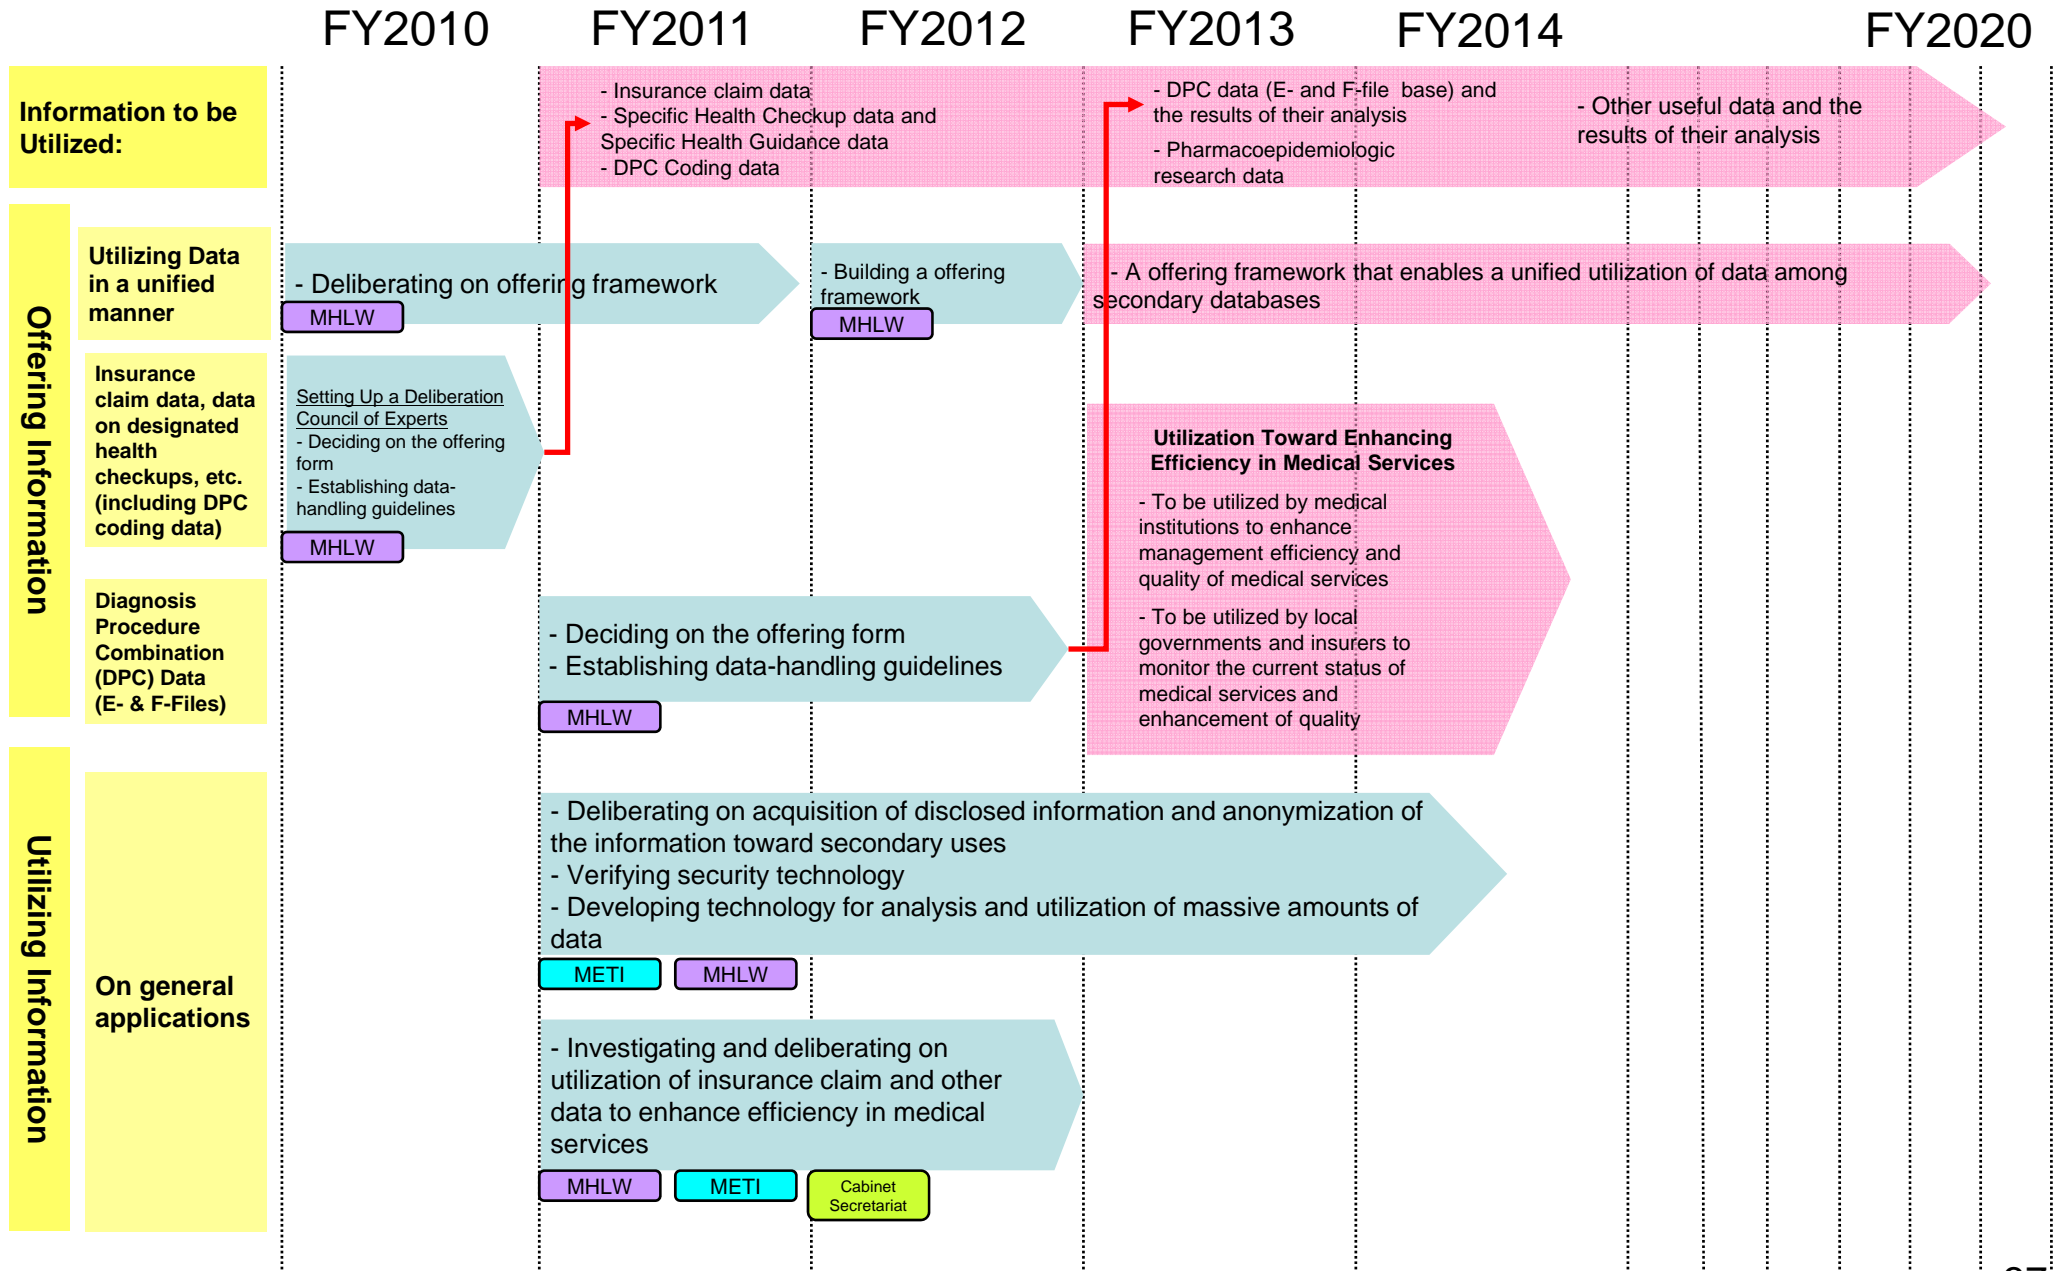 FY2010 FY2011 FY2012 FY2013 FY2014 FY2020
Information to be
Utilized:
- Insurance claim data
- Specific Health Checkup data and
Specific Health Guidance data
- DPC Coding data
- DPC data (E- and F-file base) and
the results of their analysis
- Pharmacoepidemiologic
research data
- Other useful data and the
results of their analysis
Offering Information
Utilizing Data
in a unified
manner
- Deliberating on offering framework
MHLW
- Building a offering
framework
MHLW
- A offering framework that enables a unified utilization of data among
secondary databases
Insurance
claim data, data
on designated
health
checkups, etc.
(including DPC
coding data)
Setting Up a Deliberation
Council of Experts
- Deciding on the offering
form
- Establishing data-
handling guidelines
MHLW
Utilization Toward Enhancing
Efficiency in Medical Services
- To be utilized by medical
institutions to enhance
management efficiency and
quality of medical services
- To be utilized by local
governments and insurers to
monitor the current status of
medical services and
enhancement of quality
Diagnosis
Procedure
Combination
(DPC) Data
(E- & F-Files)
- Deciding on the offering form
- Establishing data-handling guidelines
MHLW
Utilizing Information
On general
applications
- Deliberating on acquisition of disclosed information and anonymization of
the information toward secondary uses
- Verifying security technology
- Developing technology for analysis and utilization of massive amounts of
data
METI MHLW
- Investigating and deliberating on
utilization of insurance claim and other
data to enhance efficiency in medical
services
MHLW METI Cabinet
Secretariat